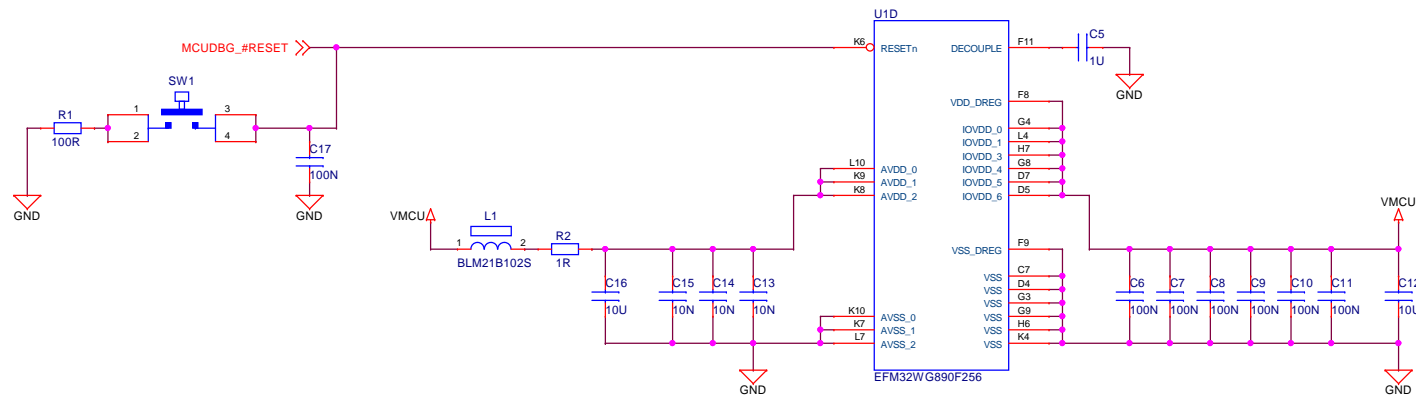 U1D
MCUDBG_#RESET
K6
RESETn
DECOUPLE
F11
C5
1U
GND
SW1
R1
100R
1
2
3
4
C17
100N
GND
GND
VDD_DREG
F8
IOVDD_0
G4
IOVDD_1
L4
IOVDD_3
H7
IOVDD_4
G8
IOVDD_5
D7
IOVDD_6
D5
L10
AVDD_0
K9
AVDD_1
K8
AVDD_2
VMCU
L1
1
2
BLM21B102S
R2
1R
C16
10U
C15
10N
C14
10N
C13
10N
GND
K10
AVSS_0
K7
AVSS_1
L7
AVSS_2
VSS_DREG
F9
VSS
C7
VSS
D4
VSS
G3
VSS
G9
VSS
H6
VSS
K4
EFM32WG890F256
VMCU
C6
100N
C7
100N
C8
100N
C9
100N
C10
100N
C11
100N
C12
10U
GND